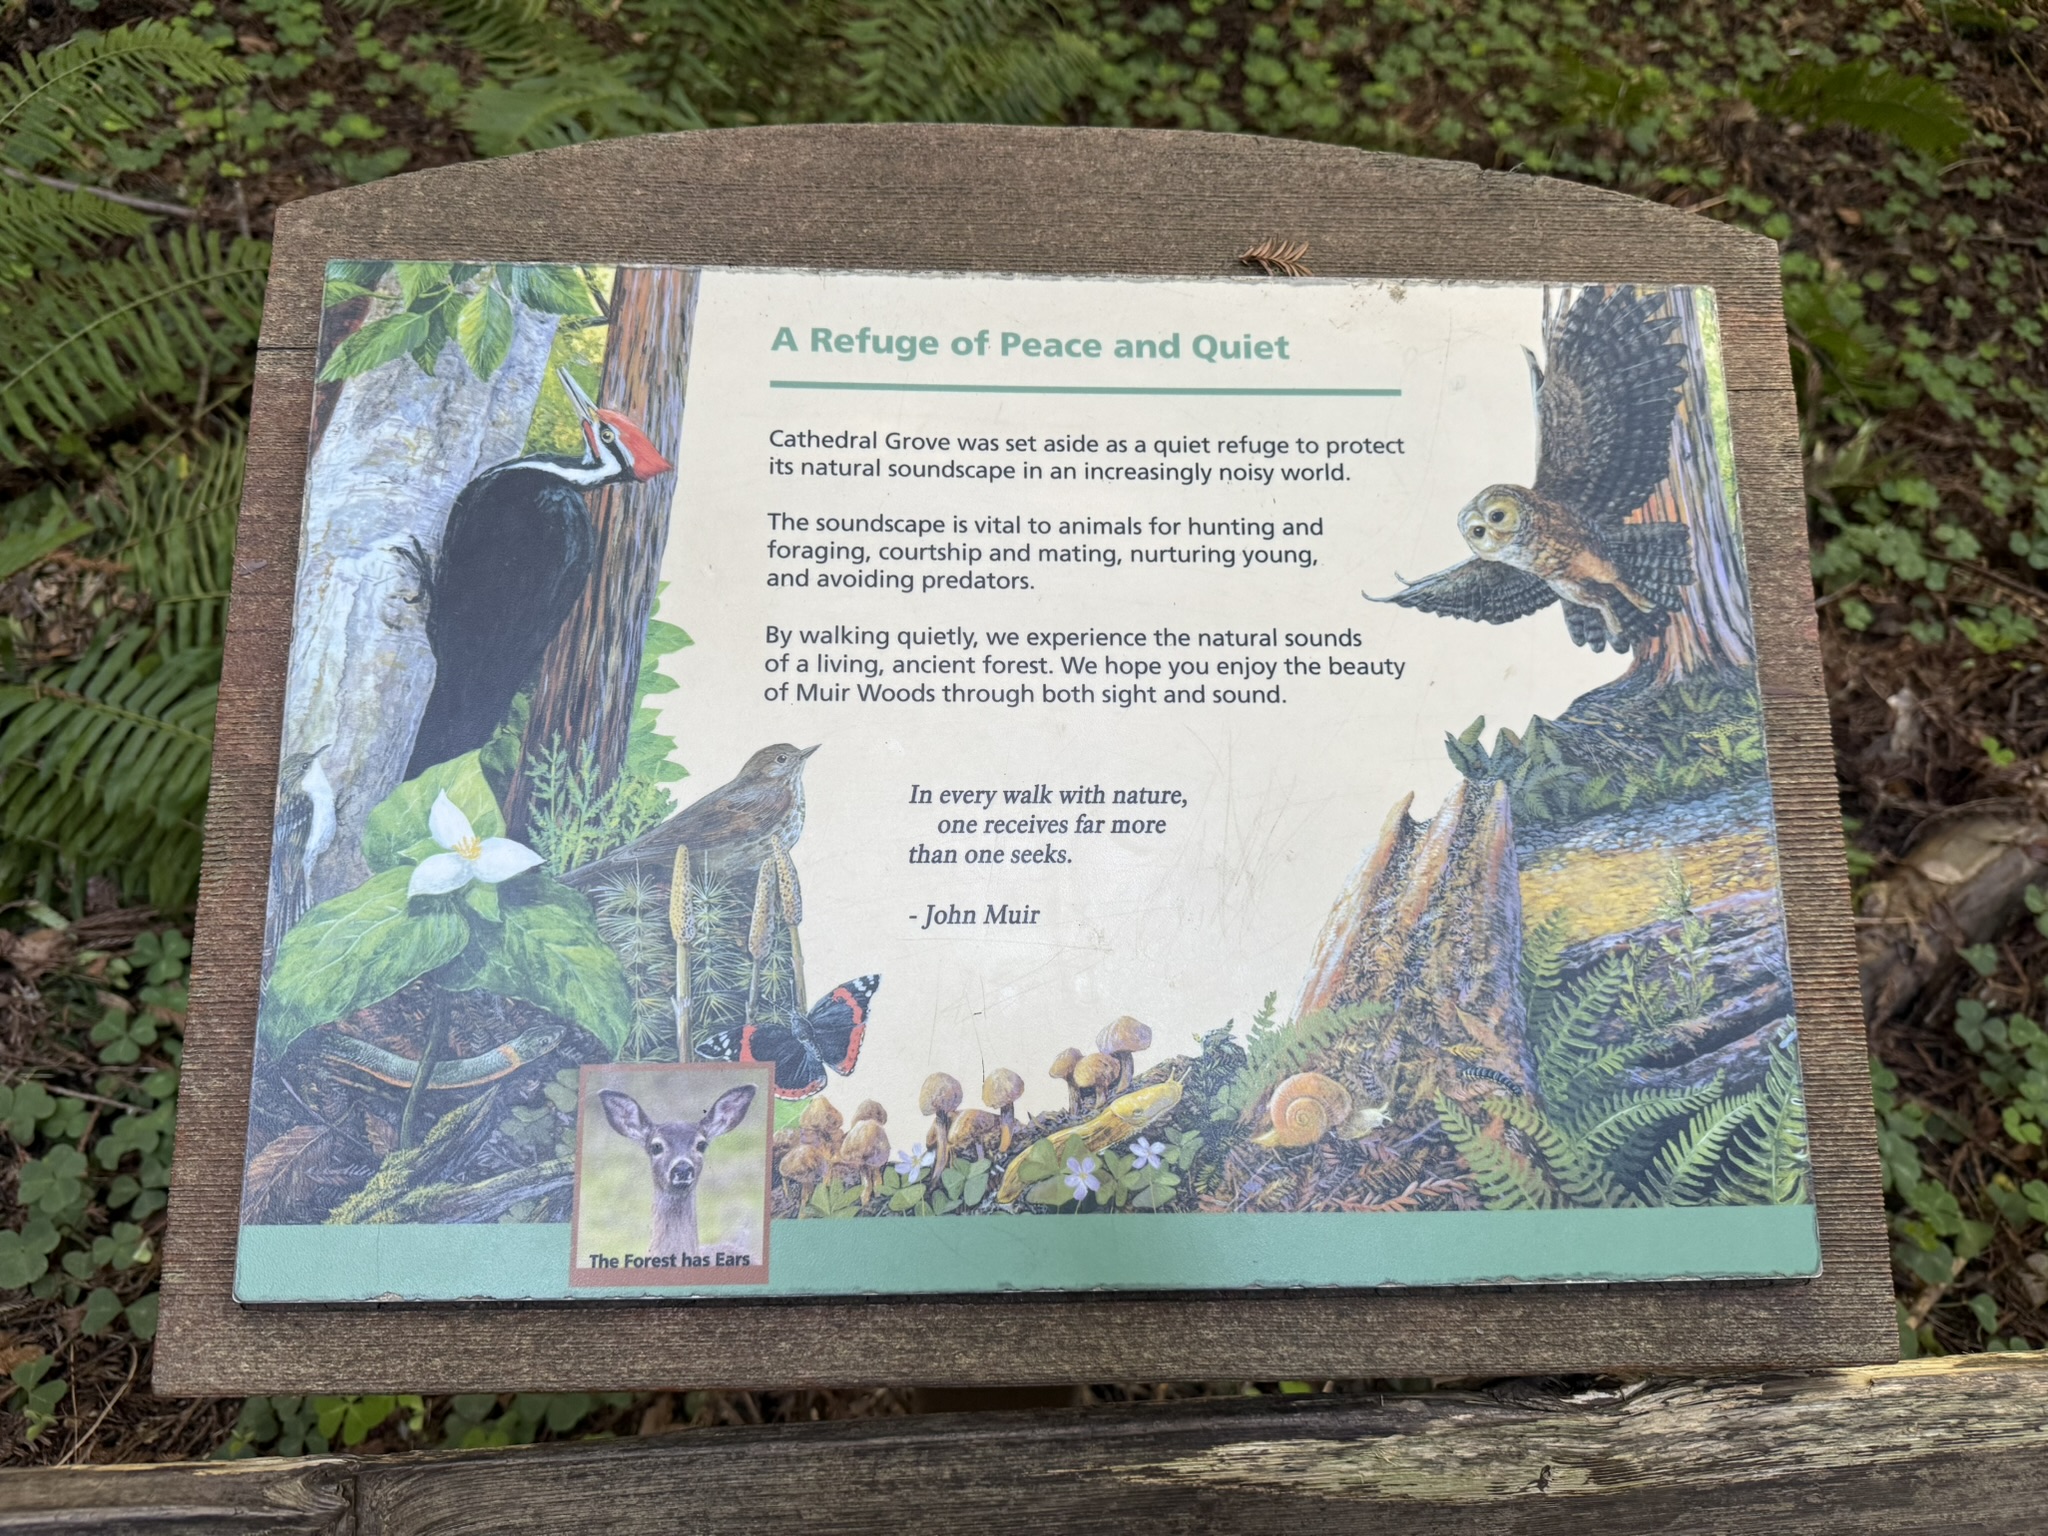 A Refuge of Peace and Quiet
Cathedral Grove was set aside as a quiet refuge to protect
its natural soundscape in an increasingly noisy world.
The soundscape is vital to animals for hunting and
foraging, courtship and mating, nurturing young,
and avoiding predators.
By walking quietly, we experience the natural sounds
of a living, ancient forest. We hope you enjoy the beauty
of Muir Woods through both sight and sound.
In every walk with nature,
one receives far more
than one seeks.
- John Muir
The Forest has Ears